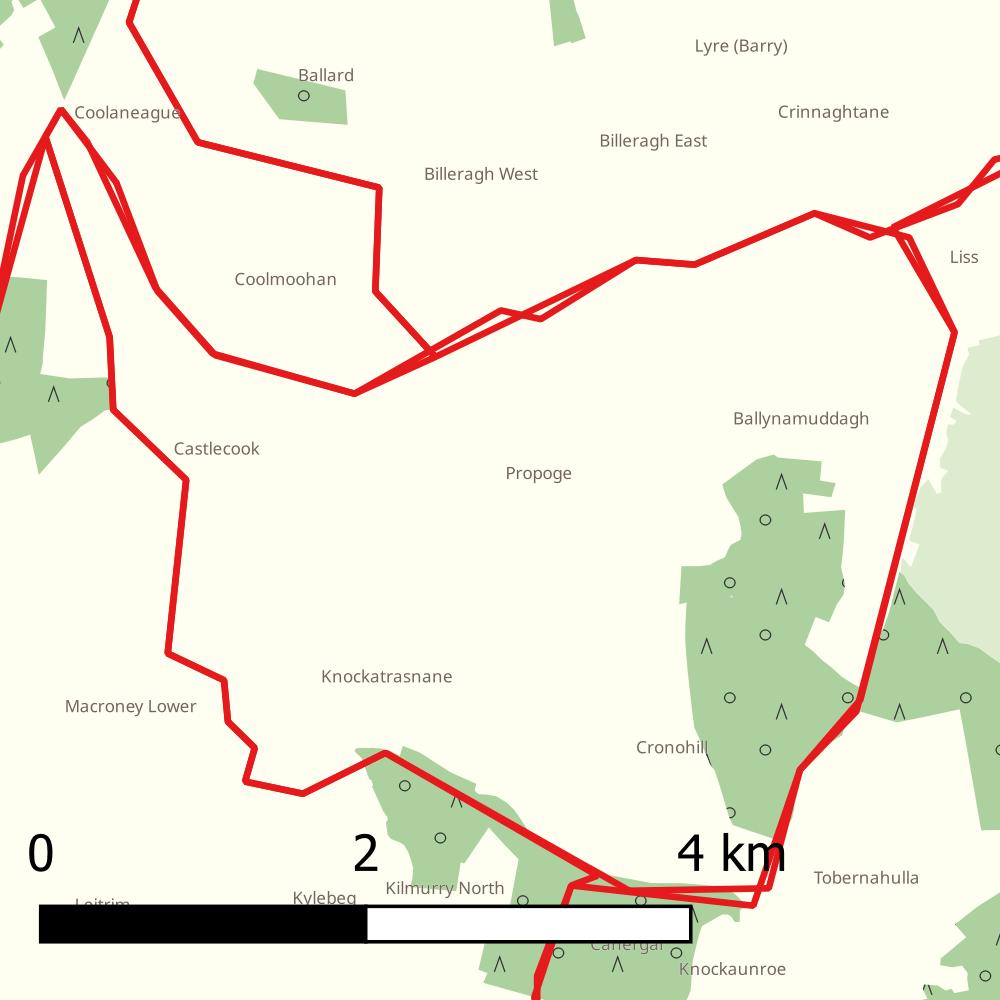 Lyre (Barry)
Ballard
Coolaneague
Crinnaghtane
Billeragh East
Billeragh West
Liss
Coolmoohan
Ballynamuddagh
Castlecook
Propoge
Knockatrasnane
Macroney Lower
Cronohill
0 2 4 km
Tobernahulla
Kilmurry North
Kylebeg
Leitrim
Carrergal
Knockaunroe